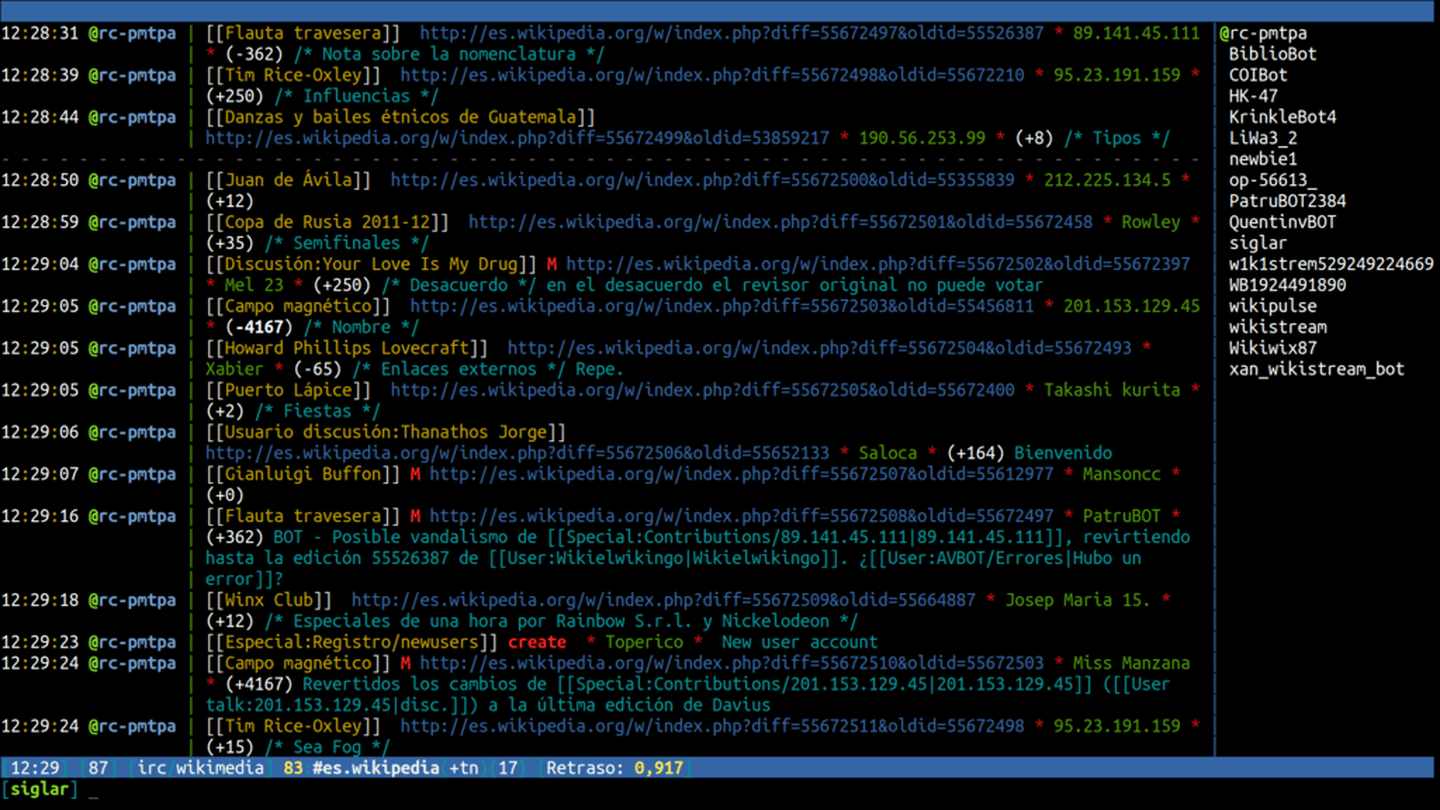 12:28:31 @rc-pmtpa | [[Flauta travesera]] http://es.wikipedia.org/w/index.php?diff=55672497&oldid=55526387 * 89.141.45.111
| * (-362) /* Nota sobre la nomenclatura */
12:28:39 @rc-pmtpa | [[Tim Rice-Oxley]] http://es.wikipedia.org/w/index.php?diff=55672498&oldid=55672210 * 95.23.191.159 *
| (+250) /* Influencias */
12:28:44 @rc-pmtpa | [[Danzas y bailes étnicos de Guatemala]]
| http://es.wikipedia.org/w/index.php?diff=55672499&oldid=53859217 * 190.56.253.99 * (+8) /* Tipos */
12:28:50 @rc-pmtpa | [[Juan de Ávila]] http://es.wikipedia.org/w/index.php?diff=55672500&oldid=55355839 * 212.225.134.5 *
| (+12)
12:28:59 @rc-pmtpa | [[Copa de Rusia 2011-12]] http://es.wikipedia.org/w/index.php?diff=55672501&oldid=55672458 * Rowley *
| (+35) /* Semifinales */
12:29:04 @rc-pmtpa | [[Discusión:Your Love Is My Drug]] M http://es.wikipedia.org/w/index.php?diff=55672502&oldid=55672397
| * Mel 23 * (+250) /* Desacuerdo */ en el desacuerdo el revisor original no puede votar
12:29:05 @rc-pmtpa | [[Campo magnético]] http://es.wikipedia.org/w/index.php?diff=55672503&oldid=55456811 * 201.153.129.45
| * (-4167) /* Nombre */
12:29:05 @rc-pmtpa | [[Howard Phillips Lovecraft]] http://es.wikipedia.org/w/index.php?diff=55672504&oldid=55672493 *
| Xabier * (-65) /* Enlaces externos */ Repe.
12:29:05 @rc-pmtpa | [[Puerto Lápice]] http://es.wikipedia.org/w/index.php?diff=55672505&oldid=55672400 * Takashi kurita *
| (+2) /* Fiestas */
12:29:06 @rc-pmtpa | [[Usuario discusión:Thanathos Jorge]]
| http://es.wikipedia.org/w/index.php?diff=55672506&oldid=55652133 * Saloca * (+164) Bienvenido
12:29:07 @rc-pmtpa | [[Gianluigi Buffon]] M http://es.wikipedia.org/w/index.php?diff=55672507&oldid=55612977 * Mansoncc *
| (+0)
12:29:16 @rc-pmtpa | [[Flauta travesera]] M http://es.wikipedia.org/w/index.php?diff=55672508&oldid=55672497 * PatruBOT *
| (+362) BOT - Posible vandalismo de [[Special:Contributions/89.141.45.111|89.141.45.111]], revirtiendo
| hasta la edición 55526387 de [[User:Wikielwikingo|Wikielwikingo]]. ¿[[User:AVBOT/Errores|Hubo un
| error]]?
12:29:18 @rc-pmtpa | [[Winx Club]] http://es.wikipedia.org/w/index.php?diff=55672509&oldid=55664887 * Josep Maria 15. *
| (+12) /* Especiales de una hora por Rainbow S.r.l. y Nickelodeon */
12:29:23 @rc-pmtpa | [[Especial:Registro/newusers]] create * Toperico * New user account
12:29:24 @rc-pmtpa | [[Campo magnético]] M http://es.wikipedia.org/w/index.php?diff=55672510&oldid=55672503 * Miss Manzana
| * (+4167) Revertidos los cambios de [[Special:Contributions/201.153.129.45|201.153.129.45]] ([[User
| talk:201.153.129.45|disc.]]) a la última edición de Davius
12:29:24 @rc-pmtpa | [[Tim Rice-Oxley]] http://es.wikipedia.org/w/index.php?diff=55672511&oldid=55672498 * 95.23.191.159 *
| (+15) /* Sea Fog */
@rc-pmtpa
BiblioBot
COIBot
HK-47
KrinkleBot4
LiWa3_2
newbie1
op-56613_
PatruBOT2384
QuentinvBOT
siglar
w1k1strem529249224669
WB1924491890
wikipulse
wikistream
Wikiwix87
xan_wikistream_bot
[12:29] [87] [irc/wikimedia] 83 #es.wikipedia(+tn){17} [Retraso: 0,917]
[siglar] _